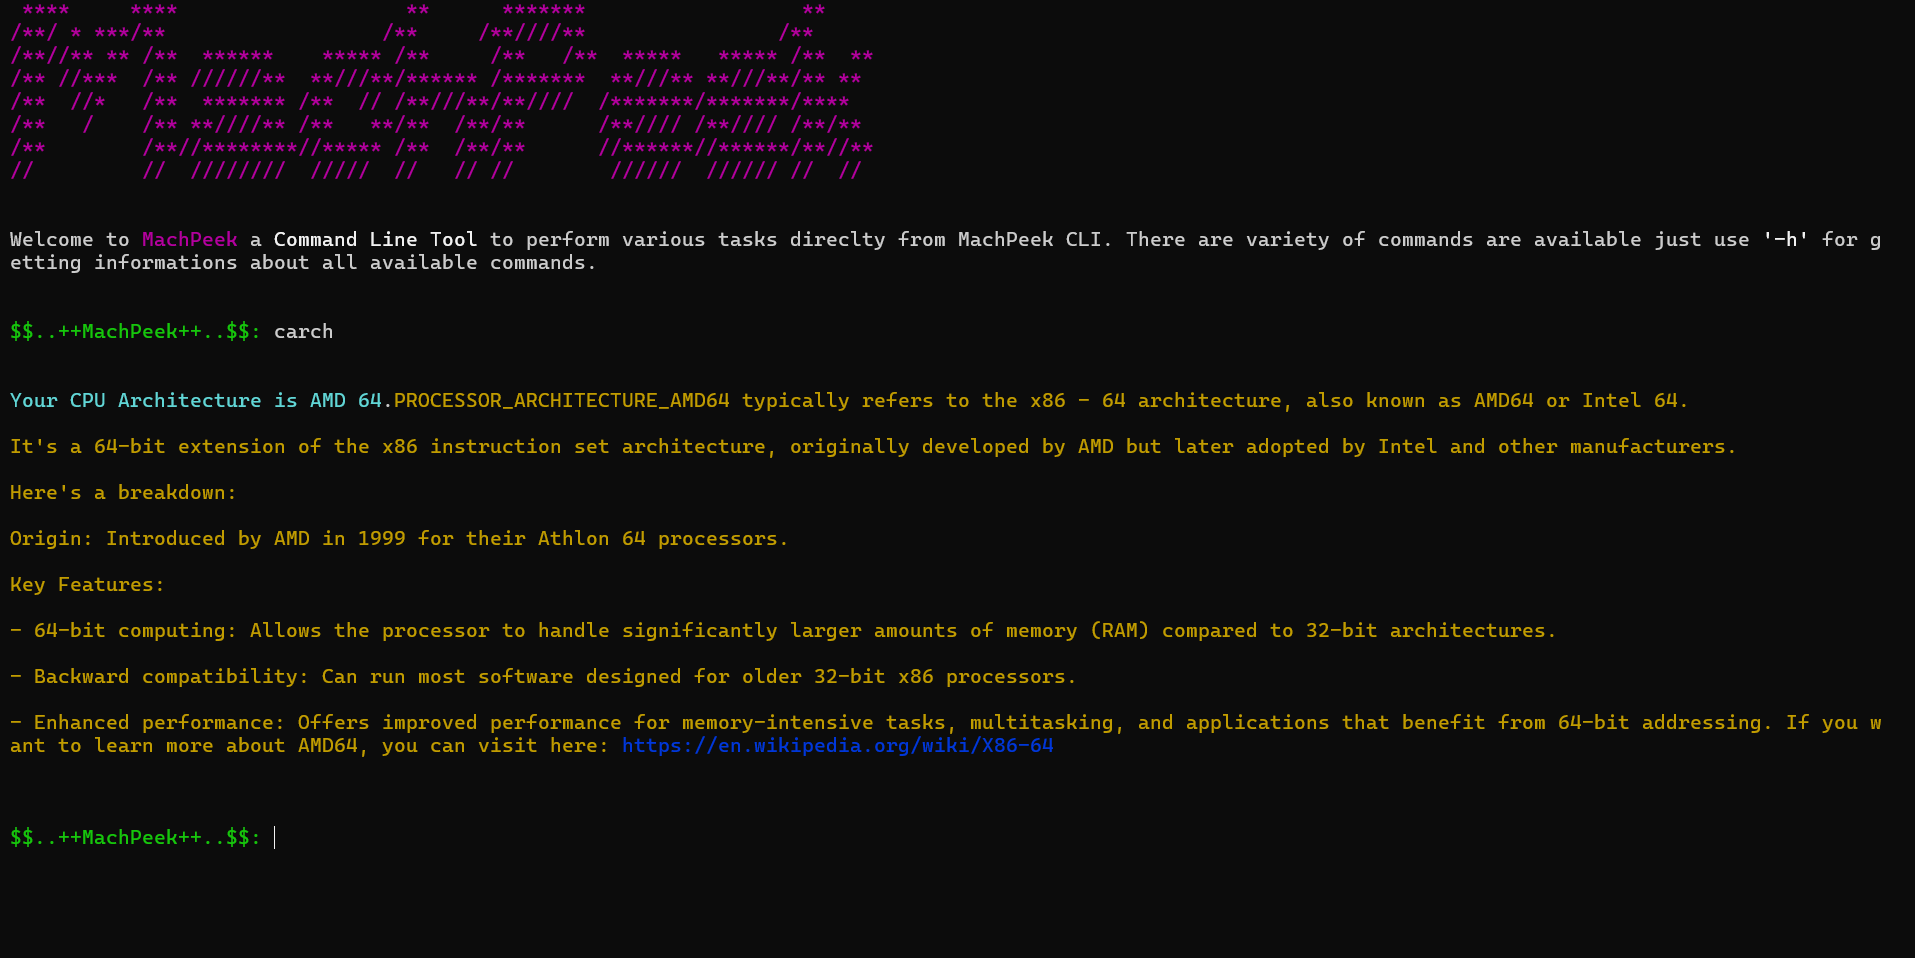 ****     ****                   **      *******                  **
/**/ * ***/**                  /**     /**////**                /**
/**//** ** /**  ******    ***** /**     /**   /**  *****   ***** /**  **
/** //***  /** //////**  **///**/****** /*******  **///** **///**/** **
/**  //*   /**  ******* /**  // /**///**/**////  /*******/*******/****
/**   /    /** **////** /**   **/**  /**/**      /**//// /**//// /**/**
/**        /**//********//***** /**  /**/**      //******//******/**//**
//         //  ////////  /////  //   // //        //////  ////// //  //
Welcome to MachPeek a Command Line Tool to perform various tasks direclty from MachPeek CLI. There are variety of commands are available just use '-h' for g
etting informations about all available commands.
$$..++MachPeek++..$$: carch
Your CPU Architecture is AMD 64.PROCESSOR_ARCHITECTURE_AMD64 typically refers to the x86 - 64 architecture, also known as AMD64 or Intel 64.
It's a 64-bit extension of the x86 instruction set architecture, originally developed by AMD but later adopted by Intel and other manufacturers.
Here's a breakdown:
Origin: Introduced by AMD in 1999 for their Athlon 64 processors.
Key Features:
- 64-bit computing: Allows the processor to handle significantly larger amounts of memory (RAM) compared to 32-bit architectures.
- Backward compatibility: Can run most software designed for older 32-bit x86 processors.
- Enhanced performance: Offers improved performance for memory-intensive tasks, multitasking, and applications that benefit from 64-bit addressing. If you w
ant to learn more about AMD64, you can visit here: https://en.wikipedia.org/wiki/X86-64
$$..++MachPeek++..$$: